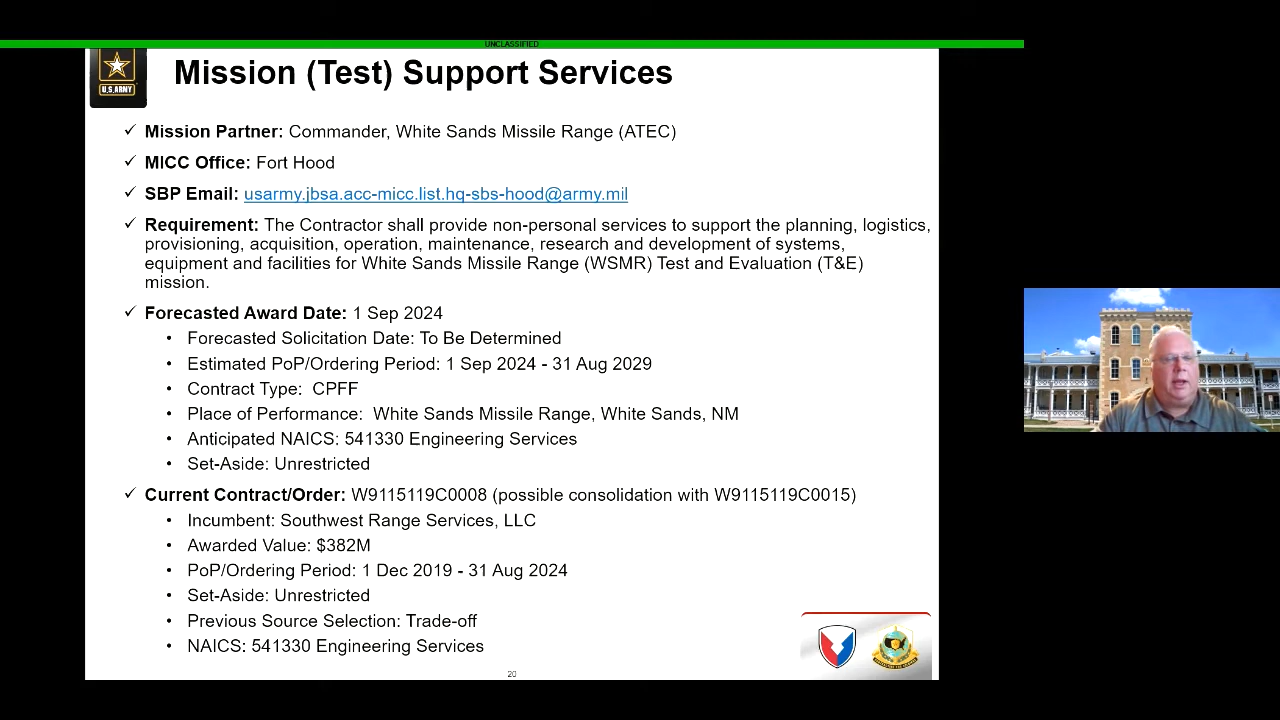 UNCLASSIFIED
U.S. ARMY
Mission (Test) Support Services
✓ Mission Partner: Commander, White Sands Missile Range (ATEC)
✓ MICC Office: Fort Hood
✓ SBP Email: usarmy.jbsa.acc-micc.list.hq-sbs-hood@army.mil
✓ Requirement: The Contractor shall provide non-personal services to support the planning, logistics,
provisioning, acquisition, operation, maintenance, research and development of systems,
equipment and facilities for White Sands Missile Range (WSMR) Test and Evaluation (T&E)
mission.
✓ Forecasted Award Date: 1 Sep 2024
• Forecasted Solicitation Date: To Be Determined
• Estimated PoP/Ordering Period: 1 Sep 2024 - 31 Aug 2029
• Contract Type: CPFF
• Place of Performance: White Sands Missile Range, White Sands, NM
• Anticipated NAICS: 541330 Engineering Services
• Set-Aside: Unrestricted
✓ Current Contract/Order: W9115119C0008 (possible consolidation with W9115119C0015)
• Incumbent: Southwest Range Services, LLC
• Awarded Value: $382M
• PoP/Ordering Period: 1 Dec 2019 - 31 Aug 2024
• Set-Aside: Unrestricted
• Previous Source Selection: Trade-off
• NAICS: 541330 Engineering Services
20